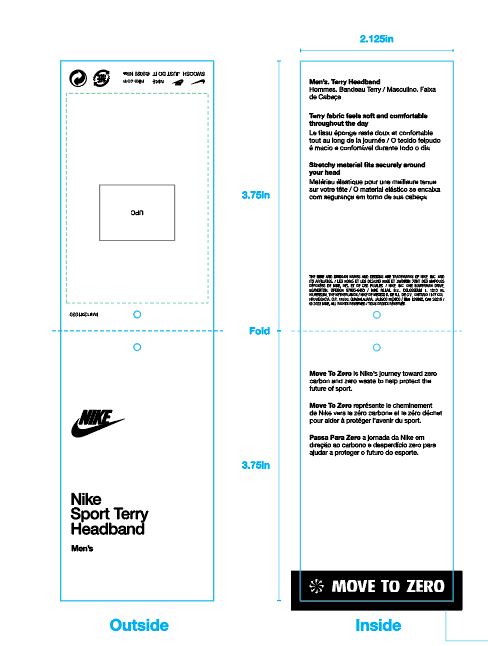 2.125in
SWOOSH JUST DO IT © 2022 Nike
nike.com
UPC
3.75in
Fold
3.75in
NIKE
Nike
Sport Terry
Headband
Men's
Outside
Men's. Terry Headband
Hommes. Bandeau Terry / Masculino. Faixa
de Cabeça
Terry fabric feels soft and comfortable
throughout the day
Le tissu éponge reste doux et confortable
tout au long de la journée / O tecido felpudo
é macio e confortável durante todo o dia
Stretchy material fits securely around
your head
Matériau élastique pour une meilleure tenue
sur votre tête / O material elástico se encaixa
com segurança em torno de sua cabeça
Move To Zero is Nike's journey toward zero
carbon and zero waste to help protect the
future of sport.
Move To Zero représente le cheminement
de Nike vers le zéro carbone et le zéro déchet
pour aider à protéger l'avenir du sport.
Passa Para Zero a jornada da Nike em
direção ao carbono e desperdício zero para
ajudar a proteger o futuro do esporte.
MOVE TO ZERO
Inside